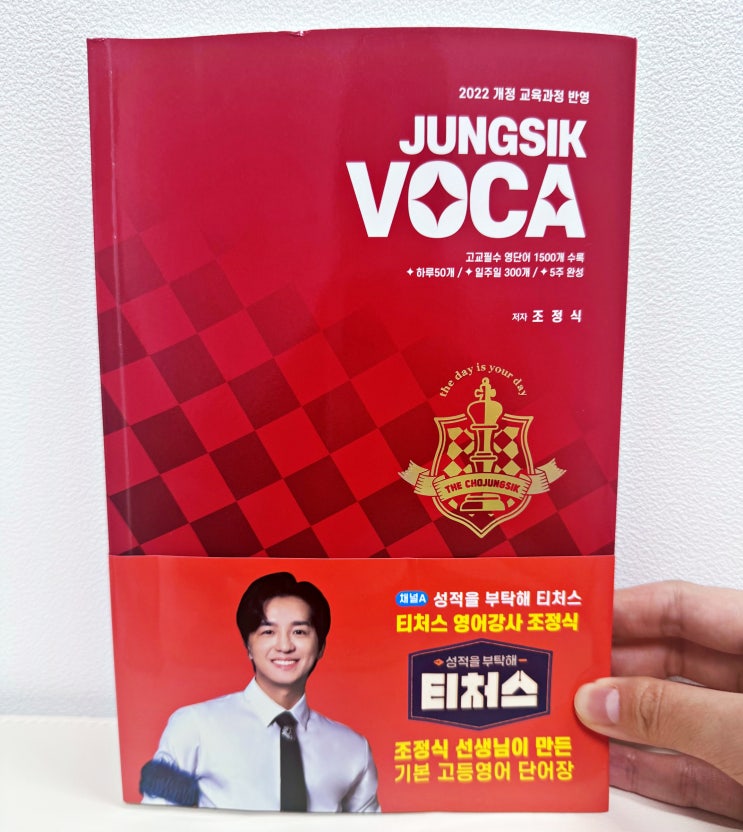 2022 개정 교육과정 반영
JUNGSIK
VOCA
고교필수 영단어 1500개 수록
✦ 하루50개 / ✦ 일주일 300개 / ✦ 5주 완성
저자 조 정 식
the day is your day
THE CHOJUNGSIK
채널A 성적을 부탁해 티처스
티처스 영어강사 조정식
성적을 부탁해
티처스
조정식 선생님이 만든
기본 고등영어 단어장